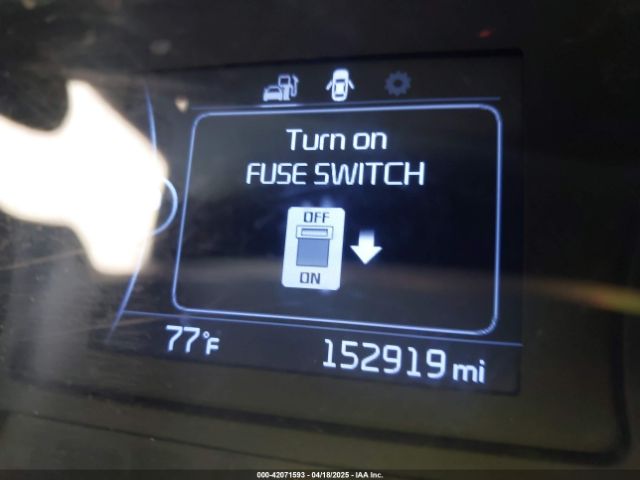 Turn on
FUSE SWITCH
OFF
ON
77°F
152919 mi
000-42071593 - 04/18/2025 - IAA Inc.